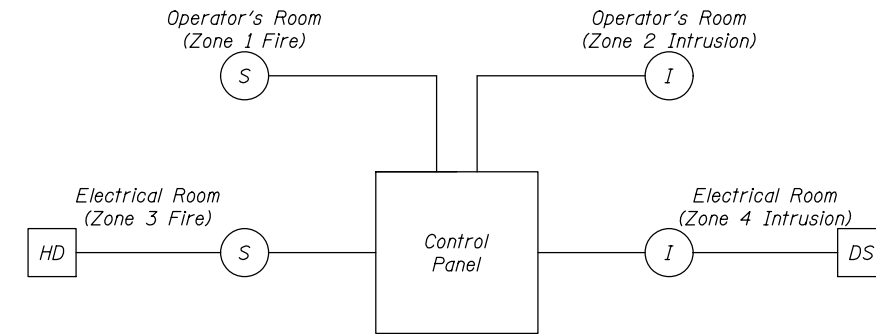 Operator's Room
(Zone 1 Fire)
S
Operator's Room
(Zone 2 Intrusion)
I
Electrical Room
(Zone 3 Fire)
HD
S
Control
Panel
Electrical Room
(Zone 4 Intrusion)
I
DS